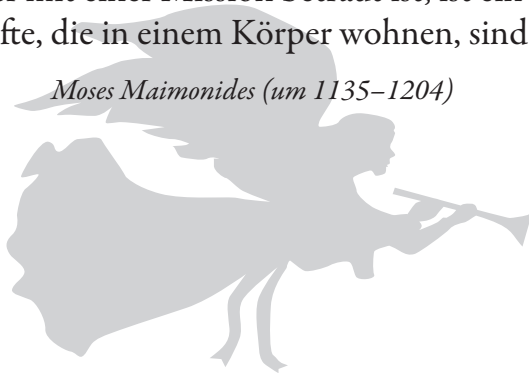 mit einer Mission betraut ist, ist ein
fte, die in einem Körper wohnen, sind
Moses Maimonides (um 1135–1204)